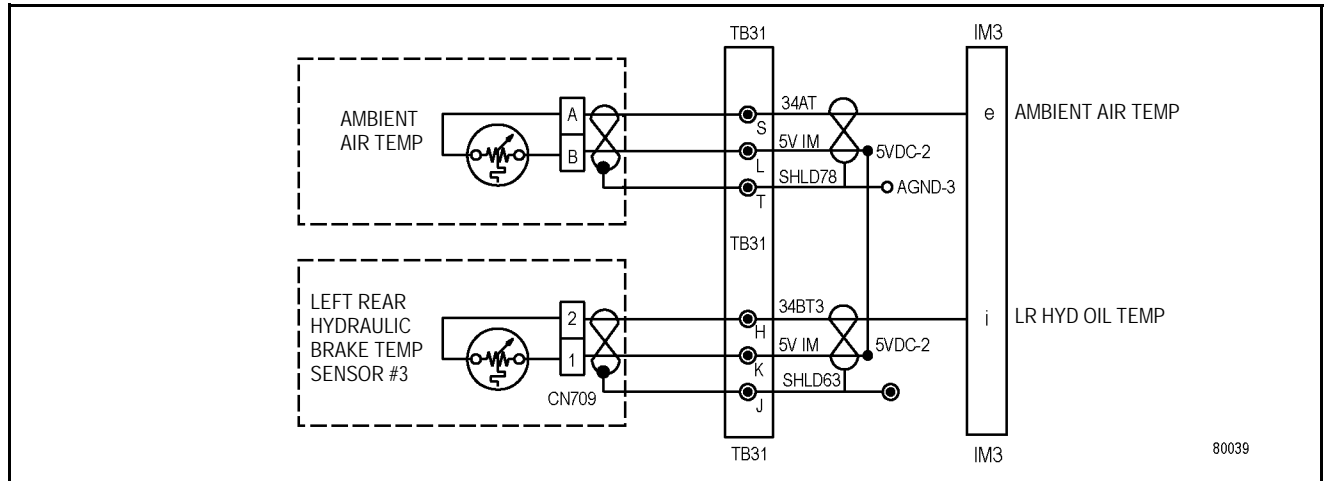 TB31
IM3
AMBIENT
AIR TEMP
A
B
S
L
T
34AT
5V IM
SHLD78
5VDC-2
AGND-3
e
AMBIENT AIR TEMP
TB31
LEFT REAR
HYDRAULIC
BRAKE TEMP
SENSOR #3
2
1
CN709
H
K
J
34BT3
5V IM
SHLD63
5VDC-2
i
LR HYD OIL TEMP
TB31
IM3
80039